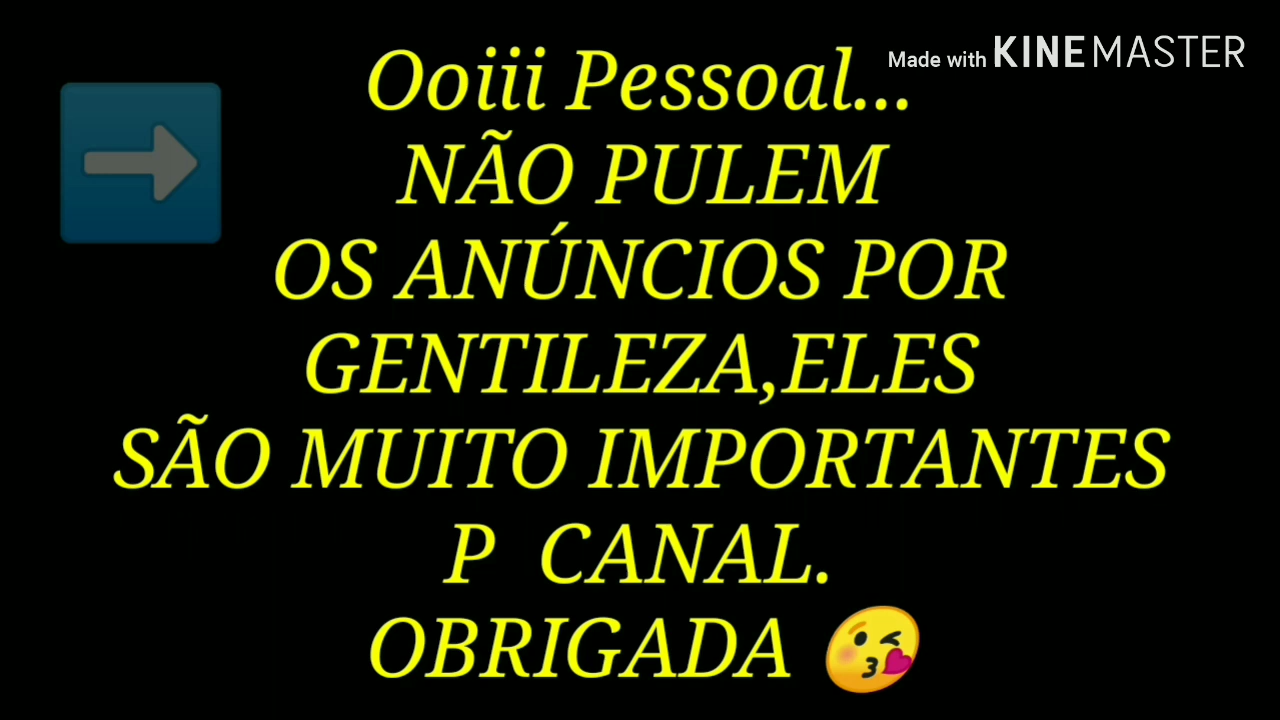 Made with KINEMASTER
Ooiii Pessoal...
NÃO PULEM
OS ANÚNCIOS POR
GENTILEZA,ELES
SÃO MUITO IMPORTANTES
P CANAL.
OBRIGADA 😘